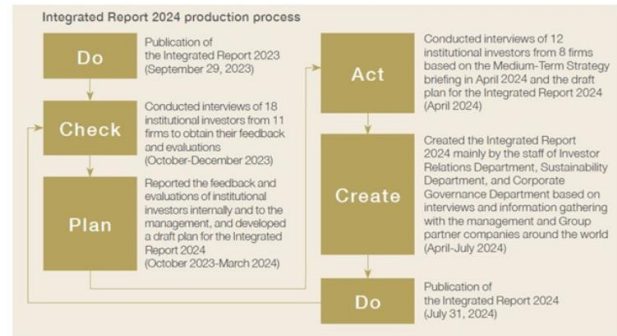 Integrated Report 2024 production process
Do
Publication of
the Integrated Report 2023
(September 29, 2023)
Check
Conducted interviews of 18
institutional investors from 11
firms to obtain their feedback
and evaluations
(October-December 2023)
Plan
Reported the feedback and
evaluations of institutional
investors internally and to the
management, and developed
a draft plan for the Integrated
Report 2024
(October 2023-March 2024)
Act
Conducted interviews of 12
institutional investors from 8 firms
based on the Medium-Term Strategy
briefing in April 2024 and the draft
plan for the Integrated Report 2024
(April 2024)
Create
Created the Integrated Report
2024 mainly by the staff of Investor
Relations Department, Sustainability
Department, and Corporate
Governance Department based on
interviews and information gathering
with the management and Group
partner companies around the world
(April-July 2024)
Do
Publication of
the Integrated Report 2024
(July 31, 2024)